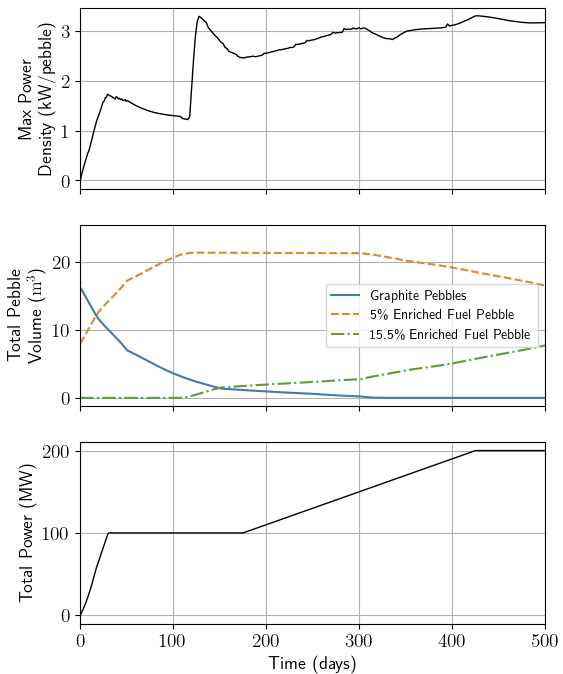 Max Power
Density (kW/pebble)
3
2
1
0
Total Pebble
Volume (m³)
20
10
0
Graphite Pebbles
5% Enriched Fuel Pebble
15.5% Enriched Fuel Pebble
Total Power (MW)
200
100
0
0 100 200 300 400 500
Time (days)